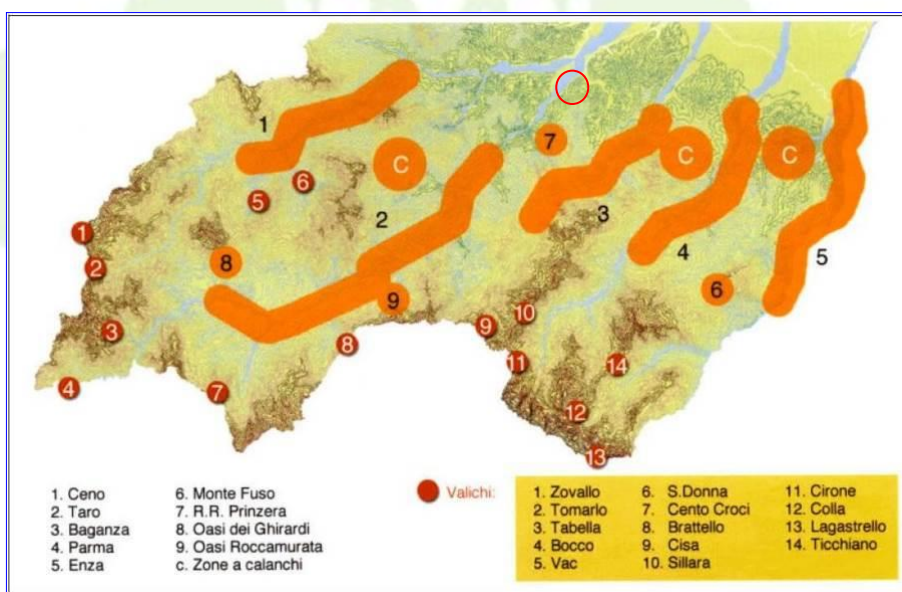 1
7
C
C
C
6
5
2
3
1
4
5
8
2
6
9
10
3
9
8
11
14
4
7
12
13
1. Ceno
2. Taro
3. Baganza
4. Parma
5. Enza
6. Monte Fuso
7. R.R. Prinzera
8. Oasi dei Ghirardi
9. Oasi Roccamurata
c. Zone a calanchi
Valichi:
1. Zovallo
2. Tomarlo
3. Tabella
4. Bocco
5. Vac
6. S.Donna
7. Cento Croci
8. Brattello
9. Cisa
10. Sillara
11. Cirone
12. Colla
13. Lagastrello
14. Ticchiano